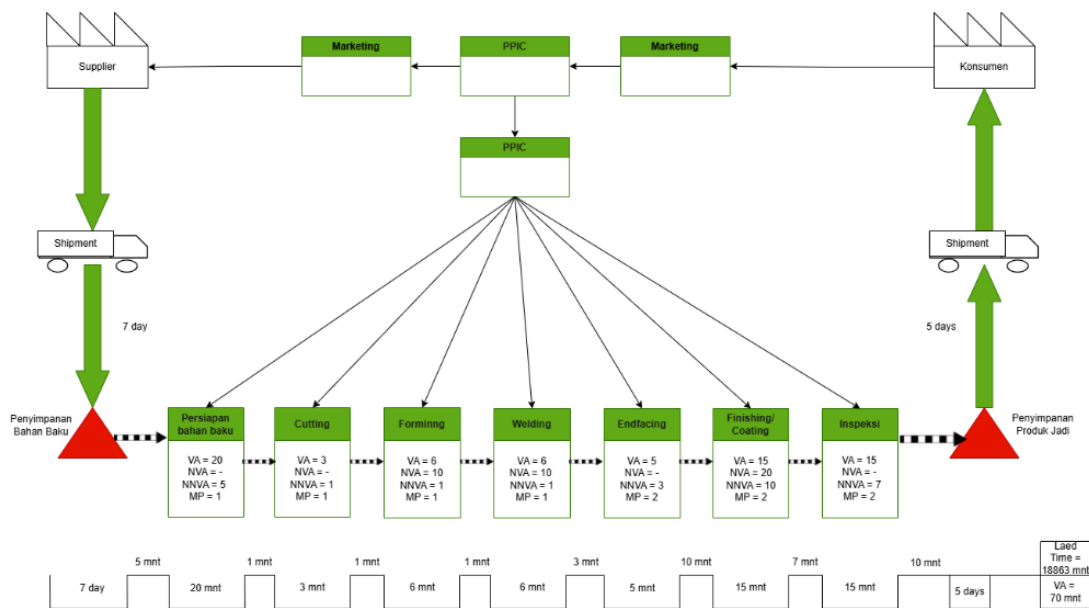 Supplier
Marketing
PPIC
Marketing
Konsumen
PPIC
Shipment
Shipment
7 day
5 days
Penyimpanan
Bahan Baku
Persiapan
bahan baku
VA = 20
NVA = -
NNVA = 5
MP = 1
Cutting
VA = 3
NVA = -
NNVA = 1
MP = 1
Forminng
VA = 6
NVA = 10
NNVA = 1
MP = 1
Welding
VA = 6
NVA = 10
NNVA = 1
MP = 1
Endfacing
VA = 5
NVA = -
NNVA = 3
MP = 2
Finishing/
Coating
VA = 15
NVA = 20
NNVA = 10
MP = 2
Inspeksi
VA = 15
NVA = -
NNVA = 7
MP = 2
Penyimpanan
Produk Jadi
5 mnt
1 mnt
1 mnt
1 mnt
3 mnt
10 mnt
7 mnt
10 mnt
Laed
Time =
18863 mnt
7 day
20 mnt
3 mnt
6 mnt
6 mnt
5 mnt
15 mnt
15 mnt
5 days
VA =
70 mnt